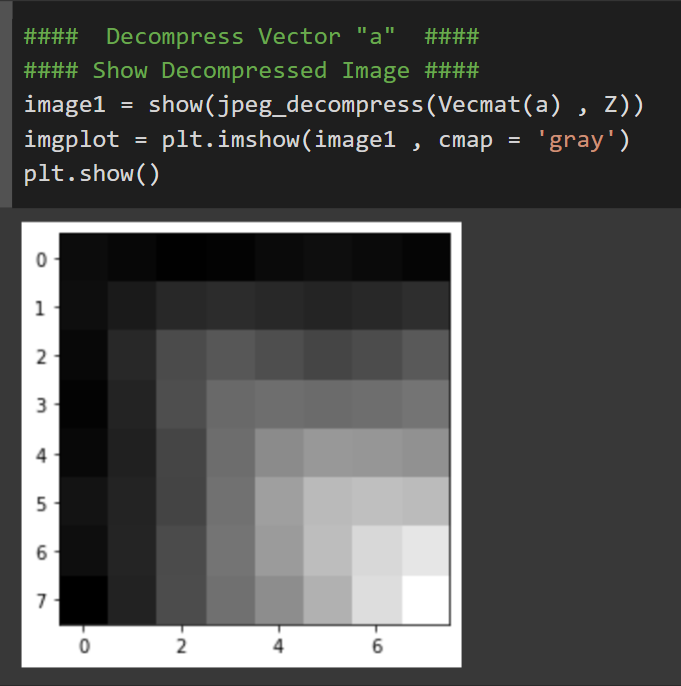 ####  Decompress Vector "a"  ####
#### Show Decompressed Image ####
image1 = show(jpeg_decompress(Vecmat(a) , Z))
imgplot = plt.imshow(image1 , cmap = 'gray')
plt.show()
0
1
2
3
4
5
6
7
0 2 4 6